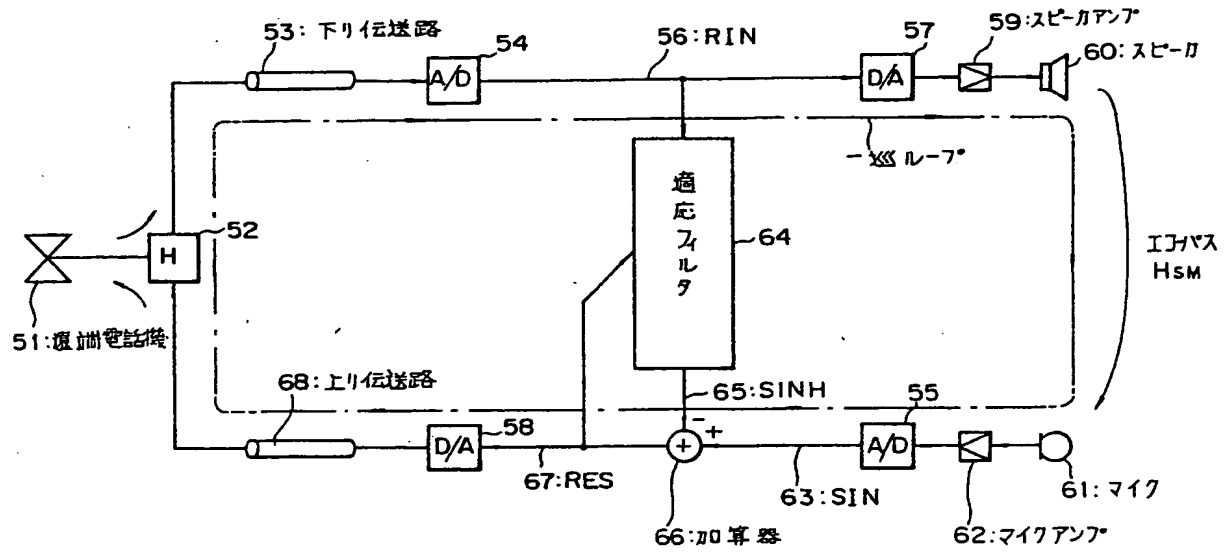 53:下り伝送路
54
A/D
56:RIN
57
D/A
59:スピーカアンプ
60:スピーカ
一巡ループ
適応フィルタ
64
エコーパス
HSM
52
H
51:遠端電話機
68:上り伝送路
58
D/A
67:RES
65:SINH
-
+
+
66:加算器
63:SIN
55
A/D
62:マイクアンプ
61:マイク